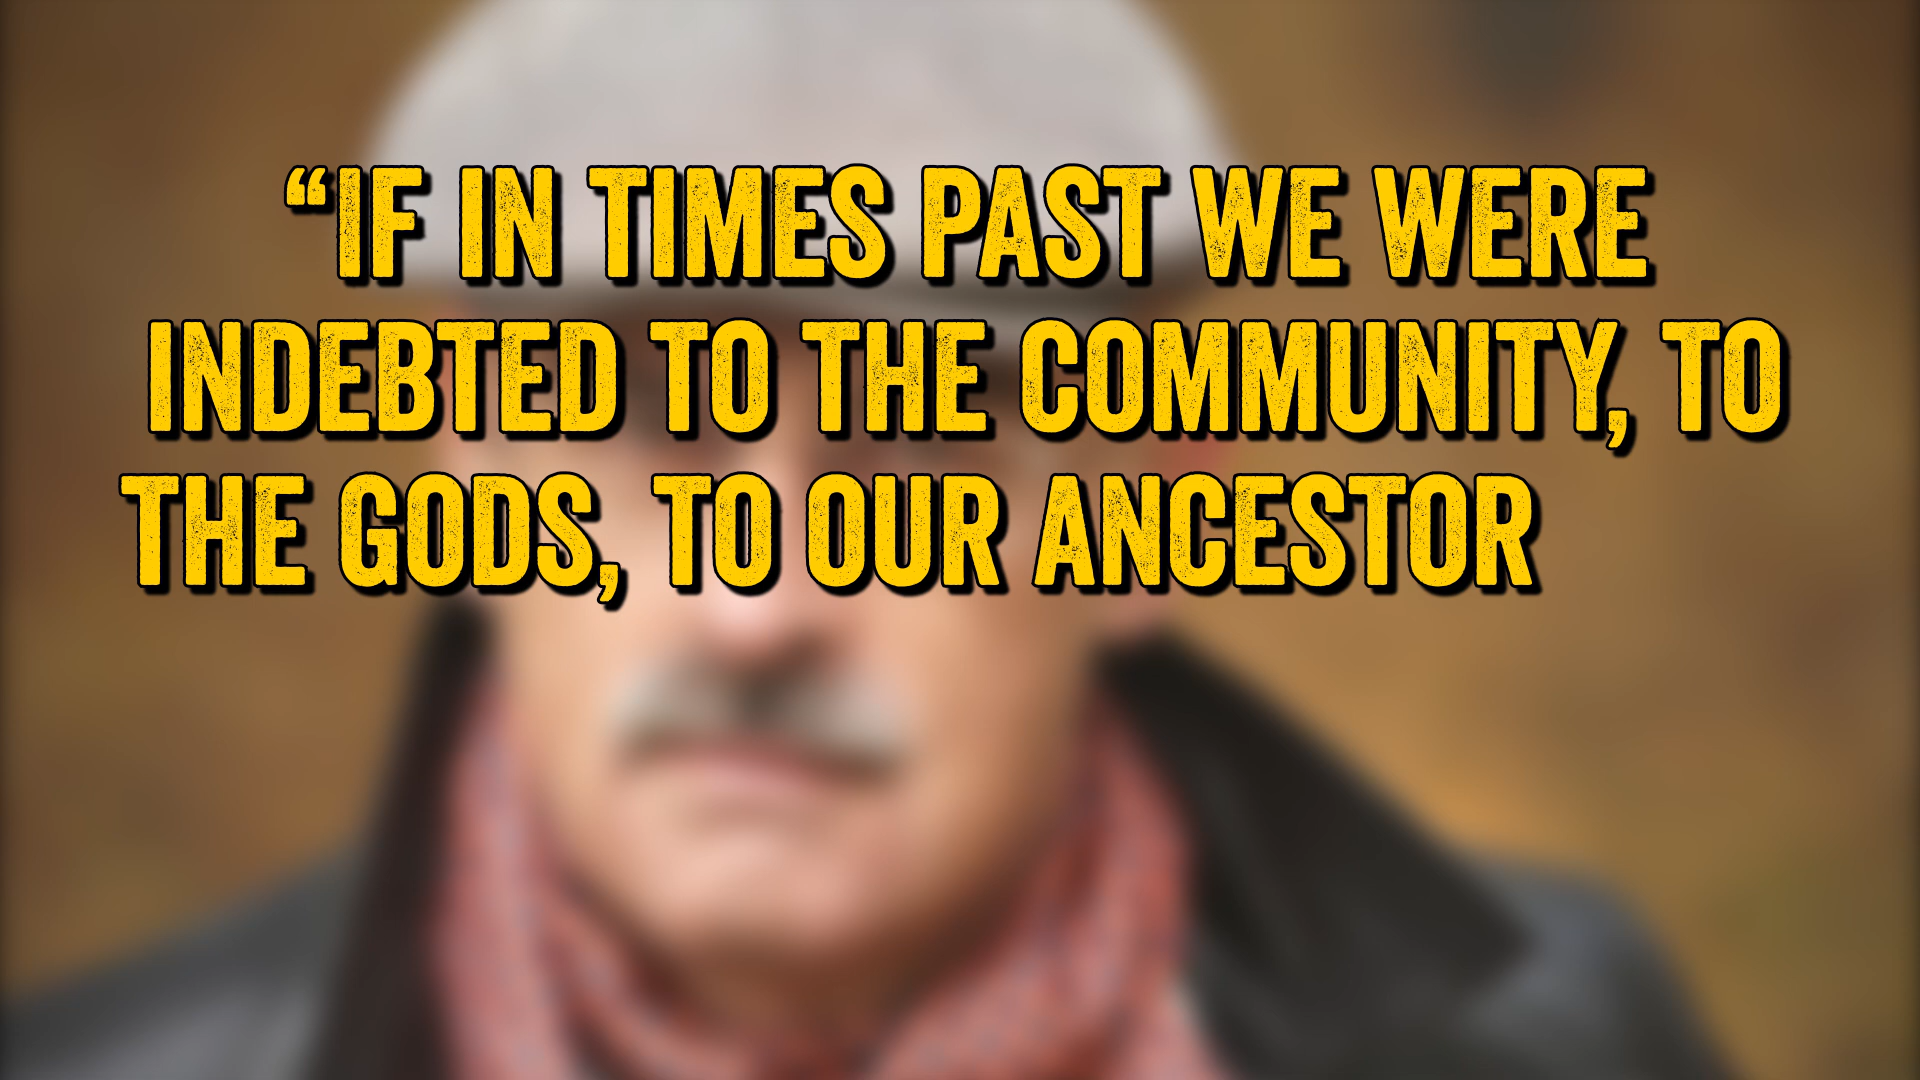 “IF IN TIMES PAST WE WERE
INDEBTED TO THE COMMUNITY, TO
THE GODS, TO OUR ANCESTOR